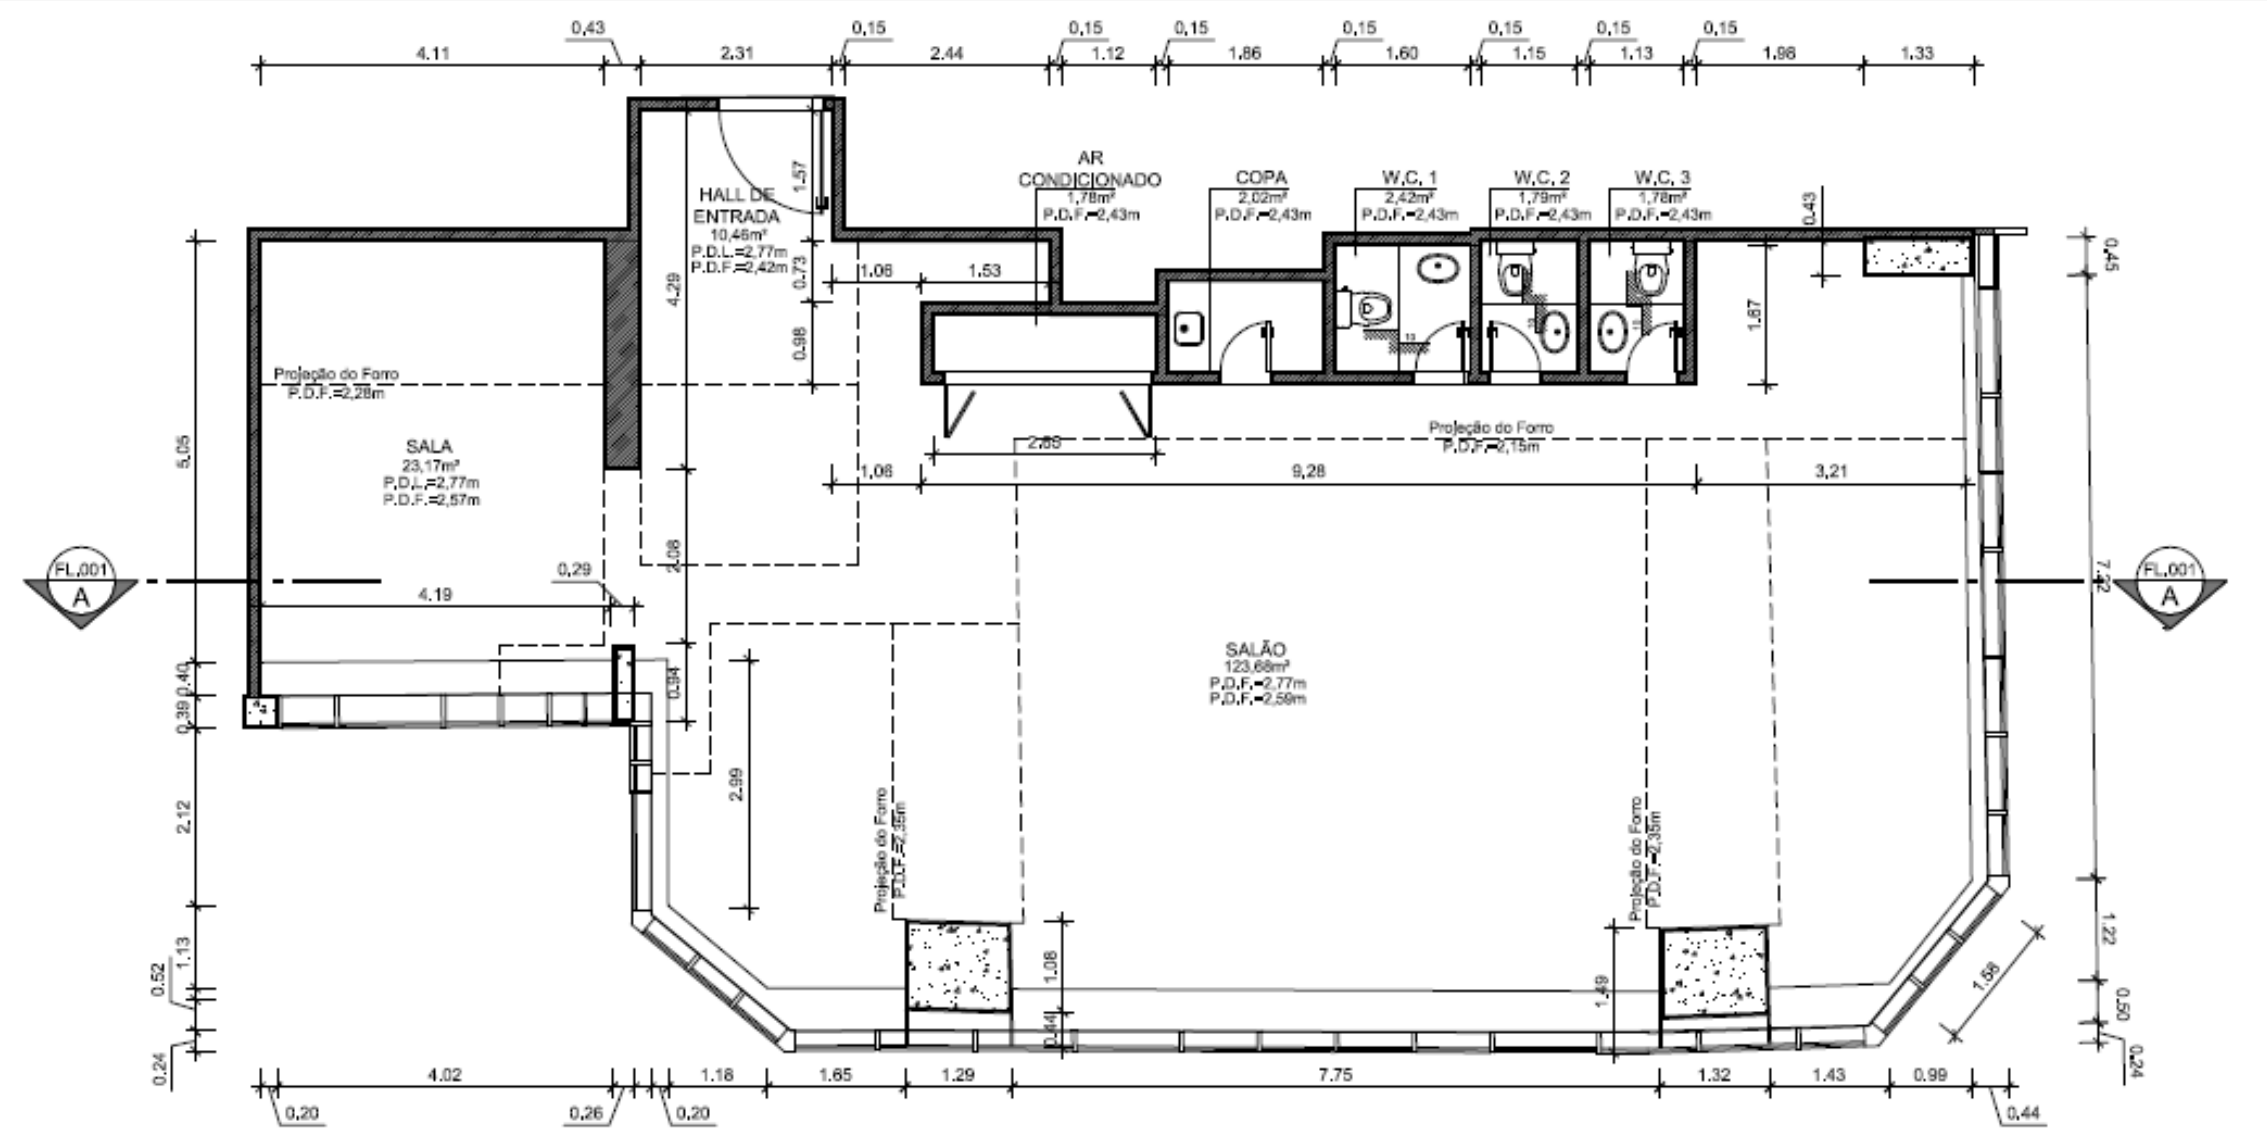 0,43
0,15
0,15
0,15
0,15
0,15
0,15
0,15
4.11
2.31
2.44
1.12
1.86
1.60
1.15
1.13
1.98
1.33
AR
CONDICIONADO
1,78m²
P.D.F.=2,43m
COPA
2,02m²
P.D.F.=2,43m
W.C. 1
2,42m²
P.D.F.=2,43m
W.C. 2
1,79m²
P.D.F.=2,43m
W.C. 3
1,78m²
P.D.F.=2,43m
HALL DE
ENTRADA
10,46m²
P.D.L.=2,77m
P.D.F.=2,42m
1.57
0.43
0.45
4.29
0.73
1.06
1.53
0.98
1.67
10
10
10
Projeção do Forro
P.D.F.=2,28m
SALA
23,17m²
P.D.L.=2,77m
P.D.F.=2,57m
5.05
2.65
Projeção do Forro
P.D.F.=2,15m
1,06
9,28
3,21
FL.001
A
0,29
4.19
2.08
7.22
FL.001
A
SALÃO
123,68m²
P.D.F.=2,77m
P.D.F.=2,59m
0.40
0.39
0.94
2.99
2.12
Projeção do Forro
P.D.F.=2,35m
Projeção do Forro
P.D.F.=2,35m
1.13
0.52
0.24
1.08
0.44
1.49
1.58
1.22
0.50
0.24
4.02
1.18
1.65
1.29
7.75
1.32
1.43
0.99
0,20
0,26
0,20
0,44